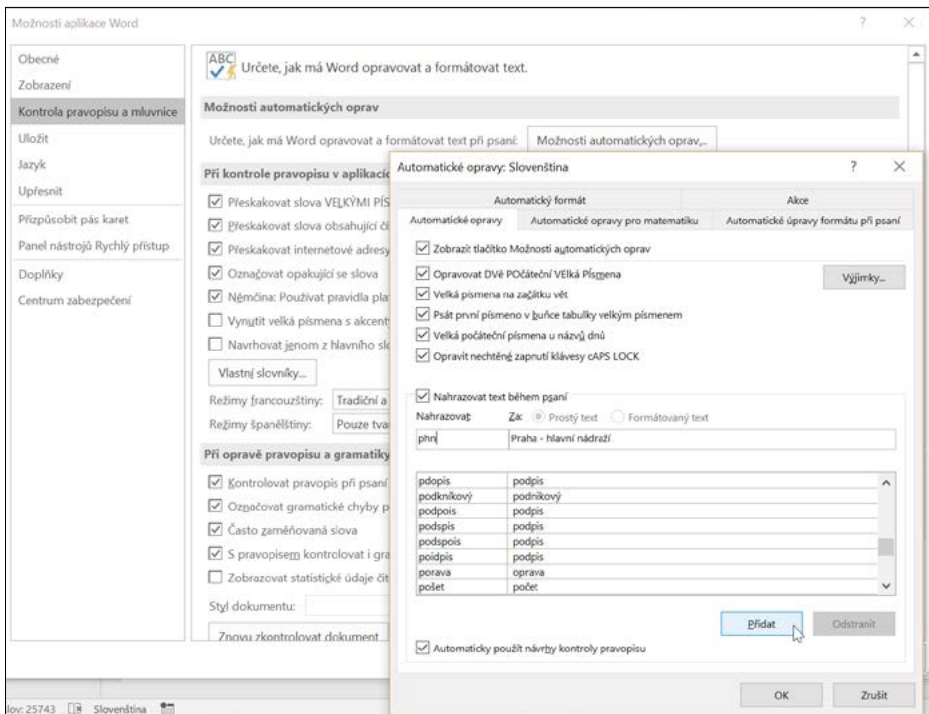 Možnosti aplikace Word
?
Obecné
Zobrazení
Kontrola pravopisu a mluvnice
Uložit
Jazyk
Upřesnit
Přizpůsobit pás karet
Panel nástrojů Rychlý přístup
Doplňky
Centrum zabezpečení
ABC
Určete, jak má Word opravovat a formátovat text.
Možnosti automatických oprav
Určete, jak má Word opravovat a formátovat text při psaní:
Možnosti automatických oprav...
Při kontrole pravopisu v aplikacíc
Přeskakovat slova VELKÝMI PÍS
Přeskakovat slova obsahující čí
Přeskakovat internetové adresy
Označovat opakující se slova
Němčina: Používat pravidla pla
Vynutit velká písmena s akcenty
Navrhovat jenom z hlavního slo
Vlastní slovníky...
Režimy francouzštiny: Tradiční a
Režimy španělštiny: Pouze tvar
Při opravě pravopisu a gramatiky
Kontrolovat pravopis při psaní
Označovat gramatické chyby p
Často zaměňovaná slova
S pravopisem kontrolovat i gra
Zobrazovat statistické údaje čit
Styl dokumentu:
Znovu zkontrolovat dokument
lov: 25743 Slovenština
Automatické opravy: Slovenština
?
Automatický formát Akce
Automatické opravy Automatické opravy pro matematiku Automatické úpravy formátu při psaní
Zobrazit tlačítko Možnosti automatických oprav
Opravovat DVě POčáteční VElká PÍsmena
Výjimky...
Velká písmena na začátku vět
Psát první písmeno v buňce tabulky velkým písmenem
Velká počáteční písmena u názvů dnů
Opravit nechtěné zapnutí klávesy cAPS LOCK
Nahrazovat text během psaní
Nahrazovat: Za: Prostý text Formátovaný text
phn Praha - hlavní nádraží
pdopis podpis
podkníkový podnikový
podpois podpis
podspis podpis
podspois podpis
poidpis podpis
porava oprava
pošet počet
Přidat Odstranit
Automaticky použít návrhy kontroly pravopisu
OK Zrušit